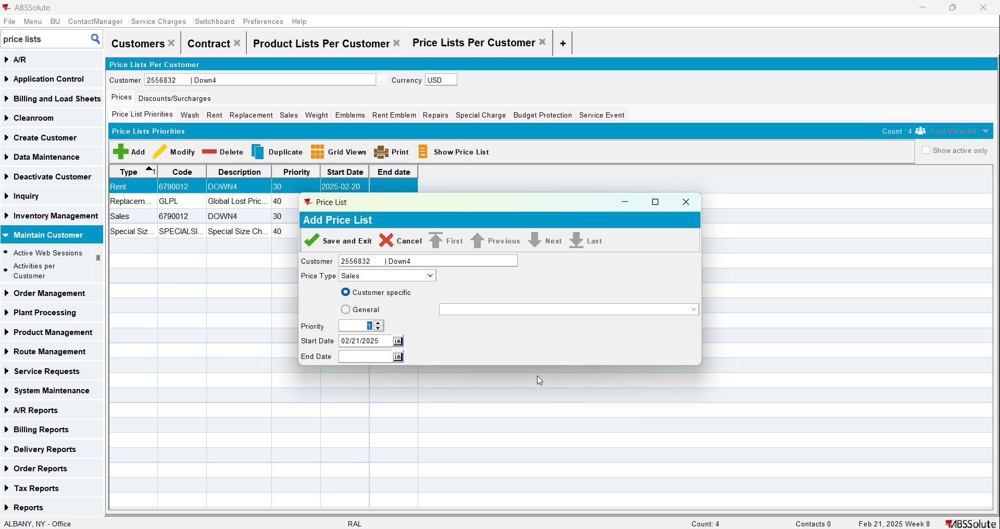 ABSSolute
File Menu BU ContactManager Service Charges Switchboard Preferences Help
price lists
Customers Contract Product Lists Per Customer Price Lists Per Customer +
A/R
Application Control
Billing and Load Sheets
Cleanroom
Create Customer
Data Maintenance
Deactivate Customer
Inquiry
Inventory Management
Maintain Customer
Active Web Sessions
Activities per
Customer
Order Management
Plant Processing
Product Management
Route Management
Service Requests
System Maintenance
A/R Reports
Billing Reports
Delivery Reports
Order Reports
Tax Reports
Reports
Price Lists Per Customer
Customer 2556832 | Down4 ... Currency USD
Prices Discounts/Surcharges
Price List Priorities Wash Rent Replacement Sales Weight Emblems Rent Emblem Repairs Special Charge Budget Protection Service Event
Price Lists Priorities Count : 4 Grid View All
Add Modify Delete Duplicate Grid Views Print Show Price List Show active only
Type 1 Code Description Priority Start Date End date
Rent 6790012 DOWN4 30 2025-02-20
Replacem... GLPL Global Lost Pric... 40
Sales 6790012 DOWN4 30
Special Siz... SPECIALSI... Special Size Ch... 40
Price List
Add Price List
Save and Exit Cancel First Previous Next Last
Customer 2556832 | Down4
Price Type Sales
Customer specific
General
Priority 1
Start Date 02/21/2025 16
End Date 16
ALBANY, NY - Office RAL Count: 4 Contacts 0 Feb 21, 2025 Week 8 ABSSolute